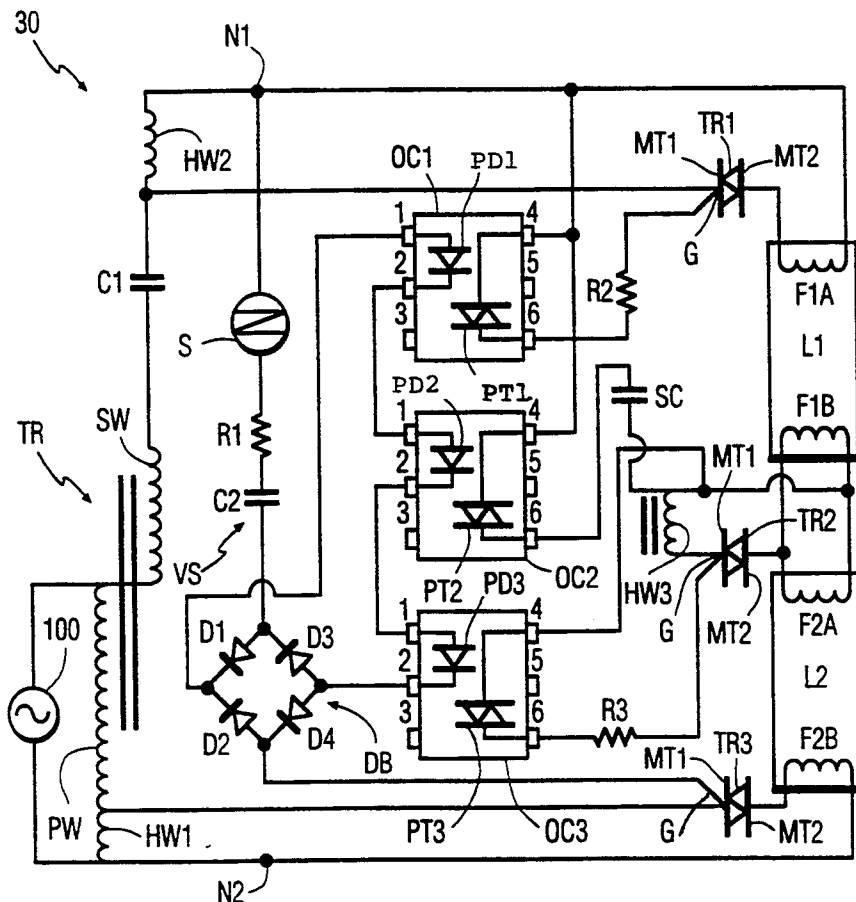 30
N1
HW2
OC1
PD1
MT1
TR1
MT2
G
1
4
2
5
3
6
C1
S
R2
F1A
L1
F1B
PD2
PT1
SC
TR
SW
R1
C2
VS
1
4
2
5
3
6
MT1
TR2
PT2
PD3
OC2
HW3
G
MT2
F2A
L2
F2B
100
D1
D3
D2
D4
DB
1
4
2
5
3
6
R3
MT1
TR3
PW
HW1
PT3
OC3
G
MT2
N2